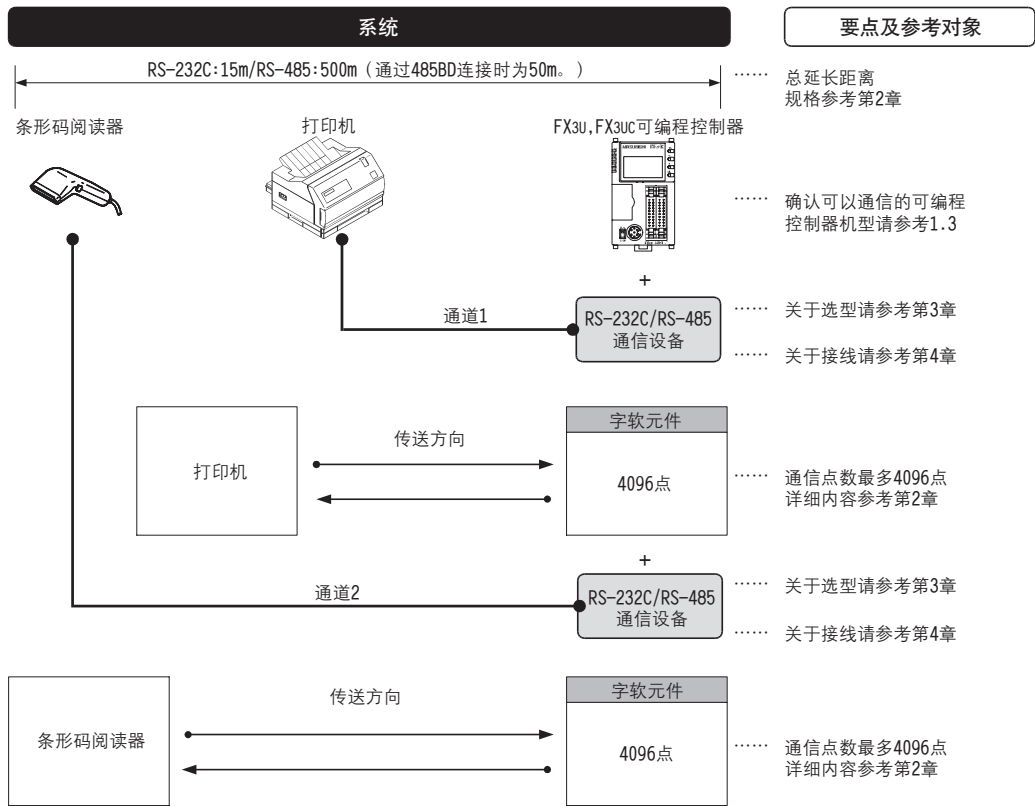 系统
要点及参考对象
RS-232C:15m/RS-485:500m（通过485BD连接时为50m。）
…… 总延长距离
规格参考第2章
条形码阅读器
打印机
FX3U,FX3UC可编程控制器
…… 确认可以通信的可编程
控制器机型请参考1.3
+
通道1
RS-232C/RS-485
通信设备
…… 关于选型请参考第3章
…… 关于接线请参考第4章
打印机
传送方向
字软元件
4096点
…… 通信点数最多4096点
详细内容参考第2章
+
通道2
RS-232C/RS-485
通信设备
…… 关于选型请参考第3章
…… 关于接线请参考第4章
条形码阅读器
传送方向
字软元件
4096点
…… 通信点数最多4096点
详细内容参考第2章